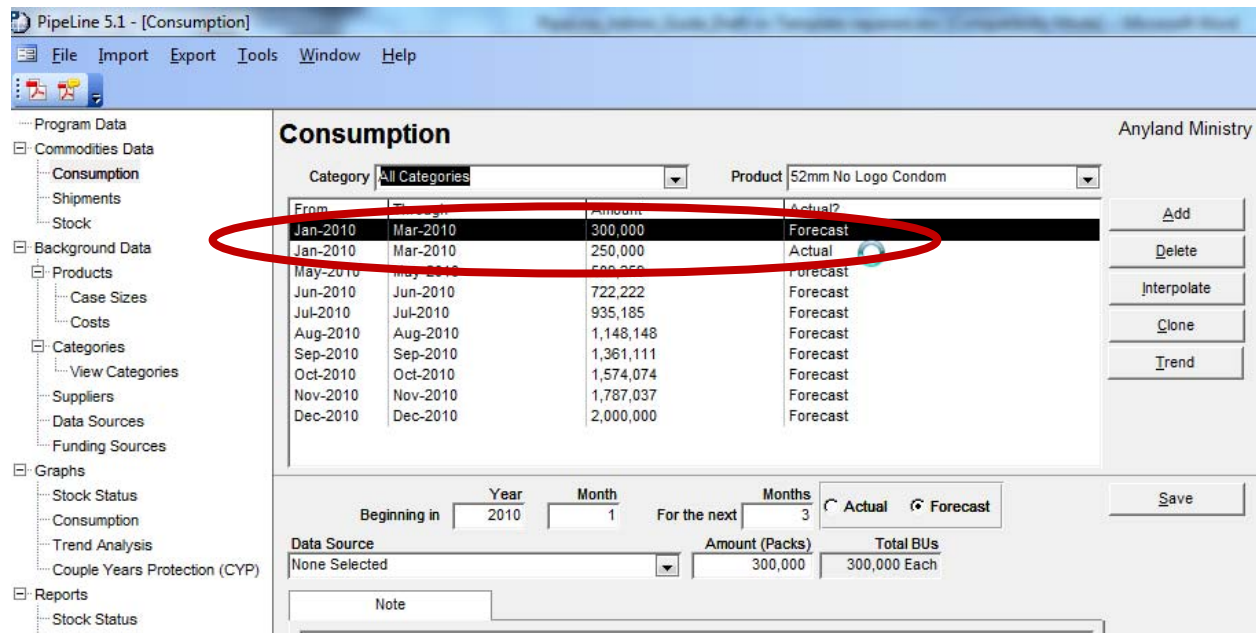 PipeLine 5.1 - [Consumption]
File Import Export Tools Window Help
Program Data
Commodities Data
Consumption
Shipments
Stock
Background Data
Products
Case Sizes
Costs
Categories
View Categories
Suppliers
Data Sources
Funding Sources
Graphs
Stock Status
Consumption
Trend Analysis
Couple Years Protection (CYP)
Reports
Stock Status
Consumption
Anyland Ministry
Category All Categories Product 52mm No Logo Condom
From Through Amount Actual?
Jan-2010 Mar-2010 300,000 Forecast
Jan-2010 Mar-2010 250,000 Actual
May-2010 May-2010 Forecast
Jun-2010 Jun-2010 722,222 Forecast
Jul-2010 Jul-2010 935,185 Forecast
Aug-2010 Aug-2010 1,148,148 Forecast
Sep-2010 Sep-2010 1,361,111 Forecast
Oct-2010 Oct-2010 1,574,074 Forecast
Nov-2010 Nov-2010 1,787,037 Forecast
Dec-2010 Dec-2010 2,000,000 Forecast
Add
Delete
Interpolate
Clone
Trend
Year Month Months
Beginning in 2010 1 For the next 3 Actual Forecast
Save
Data Source Amount (Packs) Total BUs
None Selected 300,000 300,000 Each
Note